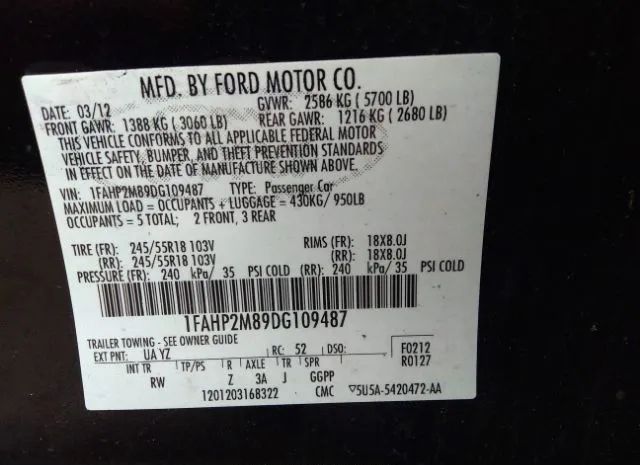 MFD. BY FORD MOTOR CO.
DATE: 03/12 GVWR: 2586 KG ( 5700 LB)
FRONT GAWR: 1388 KG ( 3060 LB) REAR GAWR: 1216 KG ( 2680 LB)
THIS VEHICLE CONFORMS TO ALL APPLICABLE FEDERAL MOTOR
VEHICLE SAFETY, BUMPER, AND THEFT PREVENTION STANDARDS
IN EFFECT ON THE DATE OF MANUFACTURE SHOWN ABOVE.
VIN: 1FAHP2M89DG109487 TYPE: Passenger Car
MAXIMUM LOAD = OCCUPANTS + LUGGAGE = 430KG/ 950LB
OCCUPANTS = 5 TOTAL; 2 FRONT, 3 REAR
TIRE (FR): 245/55R18 103V RIMS (FR): 18X8.0J
(RR): 245/55R18 103V (RR): 18X8.0J
PRESSURE (FR): 240 kPa/ 35 PSI COLD (RR): 240 kPa/ 35 PSI COLD
1FAHP2M89DG109487
TRAILER TOWING - SEE OWNER GUIDE
EXT PNT: UA YZ RC: 52 DSO: F0212
INT TR TP/PS R AXLE TR SPR R0127
RW Z 3A J GGPP
1201203168322 CMC ▽5U5A-5420472-AA